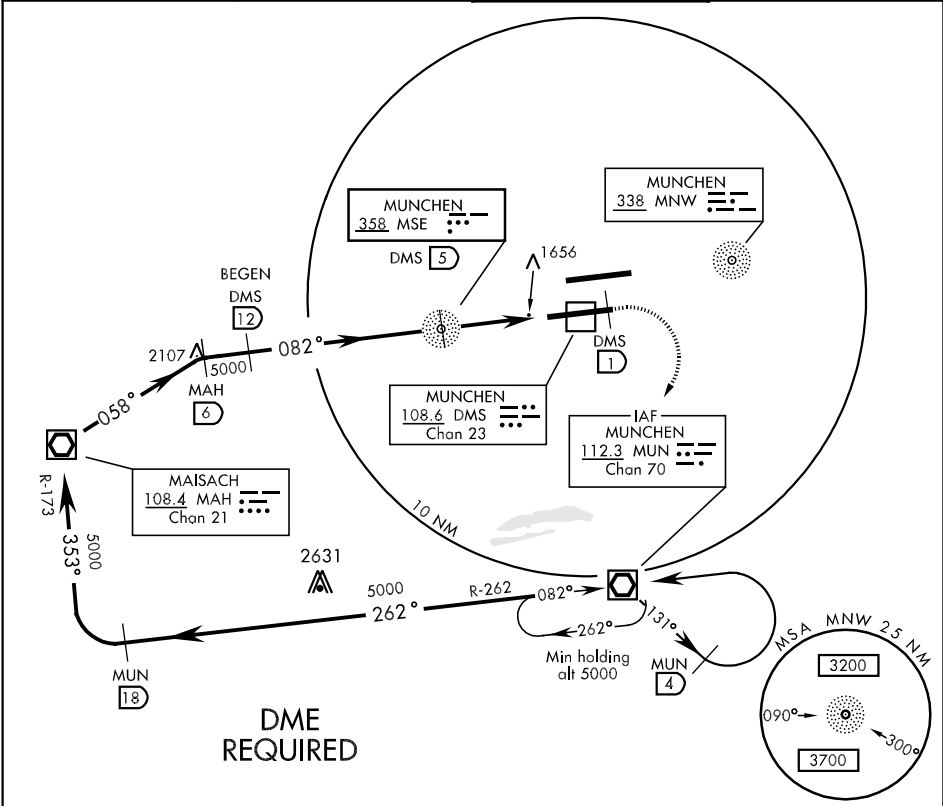 MUNCHEN
338 MNW
MUNCHEN
358 MSE
DMS 5
1656
BEGEN
DMS
12
082°
2107
5000
MAH
6
058°
DMS
1
MUNCHEN
108.6 DMS
Chan 23
IAF
MUNCHEN
112.3 MUN
Chan 70
MAISACH
108.4 MAH
Chan 21
R-173
5000
353°
10 NM
2631
5000
262°
R-262
082°
262°
131°
Min holding
alt 5000
MUN
4
MUN
18
DME
REQUIRED
MSA MNW 25 NM
3200
090°
300°
3700